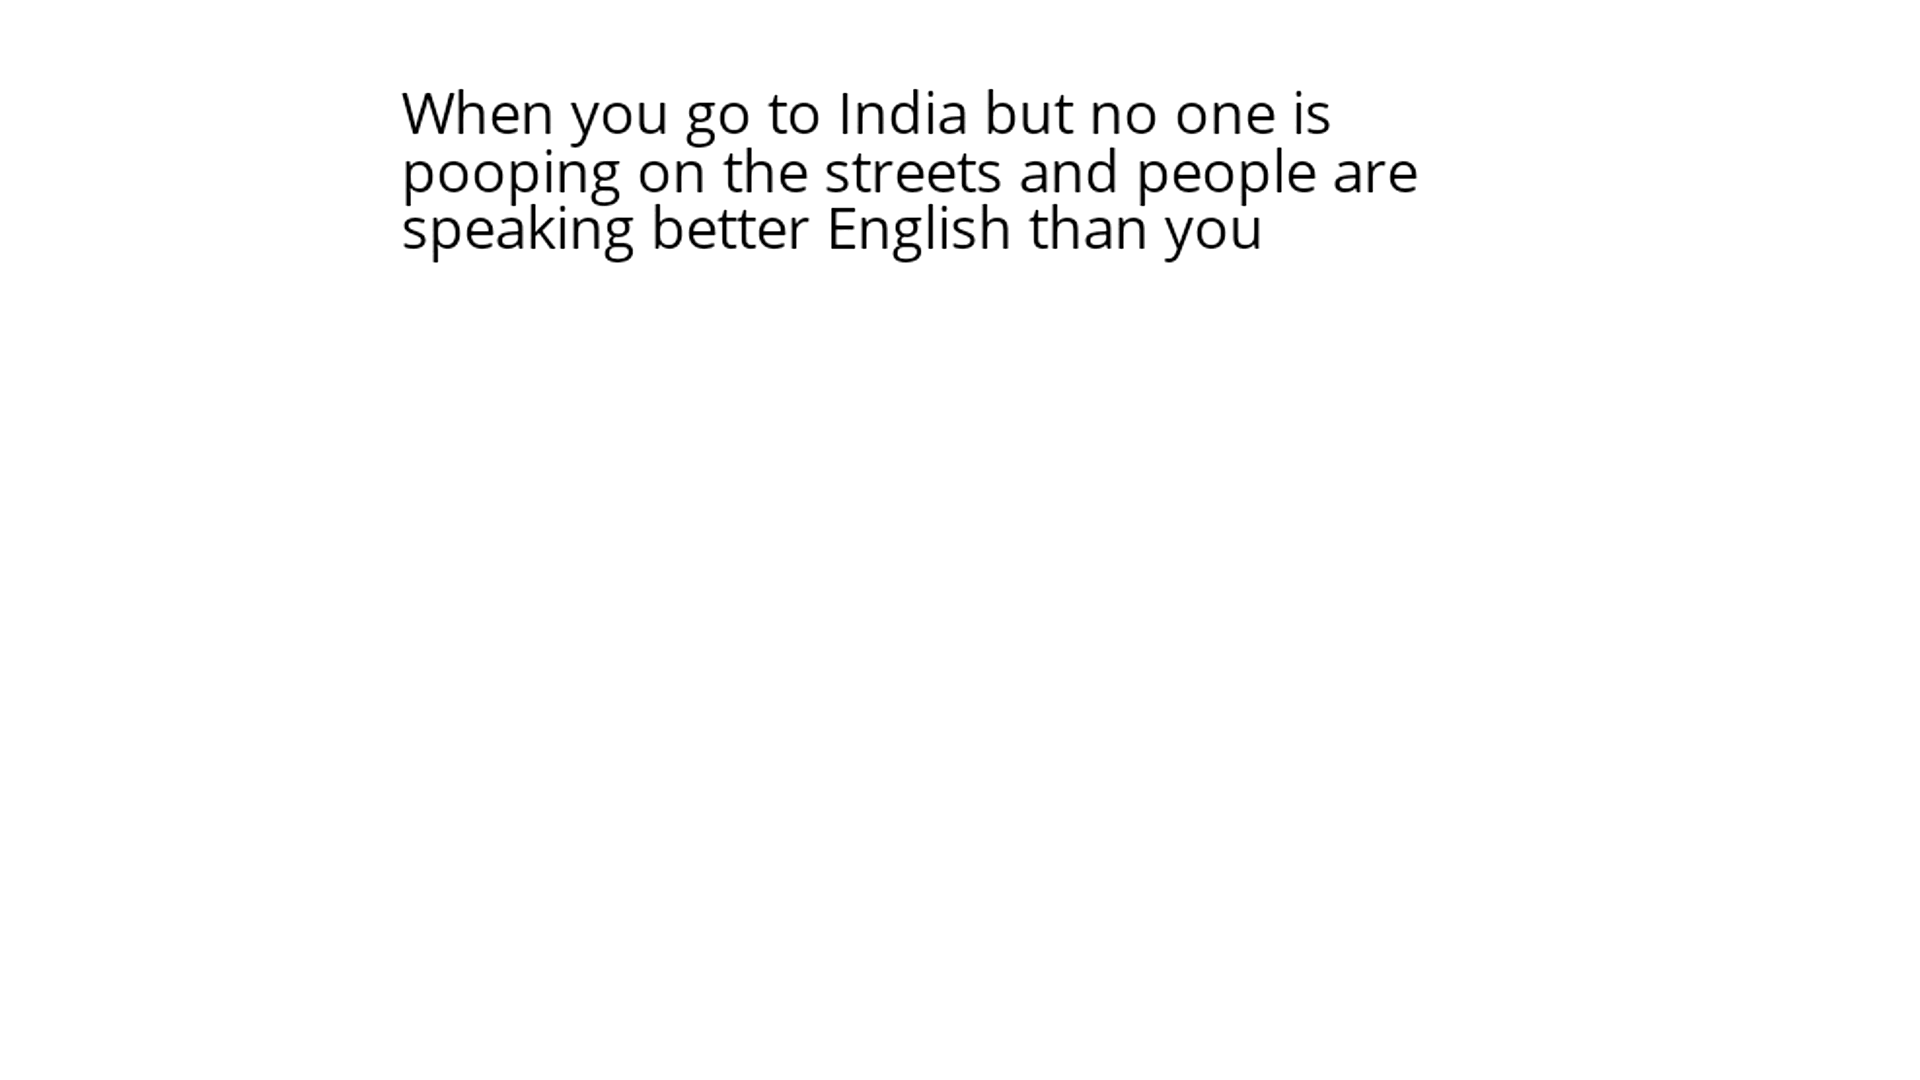 When you go to India but no one is
pooping on the streets and people are
speaking better English than you